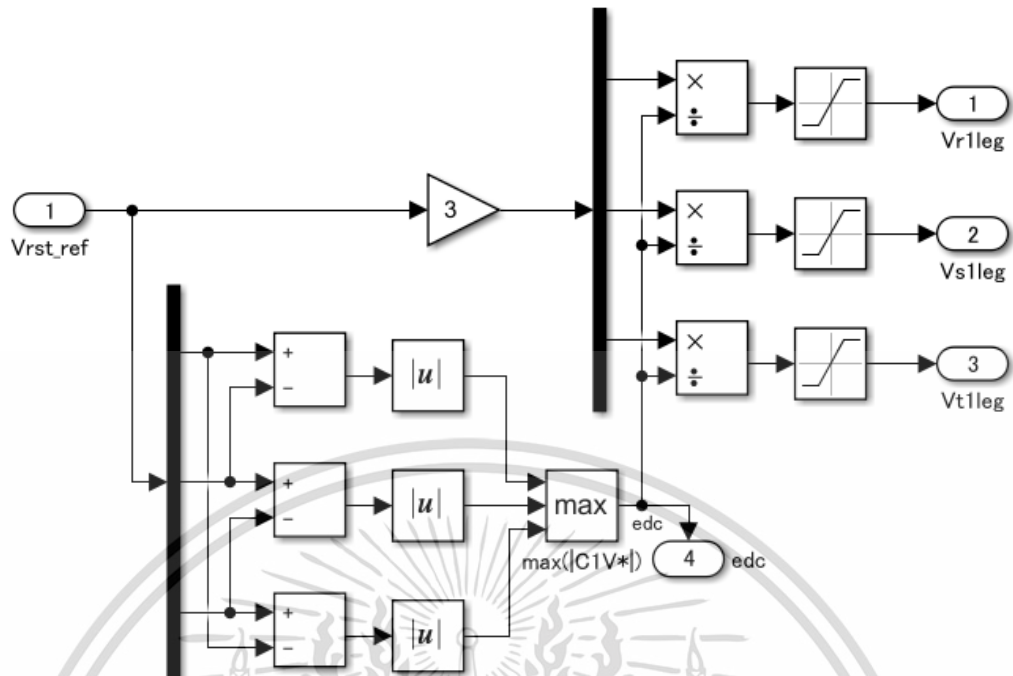 ×
÷
1
Vr1leg
1
Vrst_ref
3
×
÷
2
Vs1leg
×
÷
3
Vt1leg
+
−
|u|
+
−
|u|
max
edc
max(|C1V*|)
4
edc
+
−
|u|